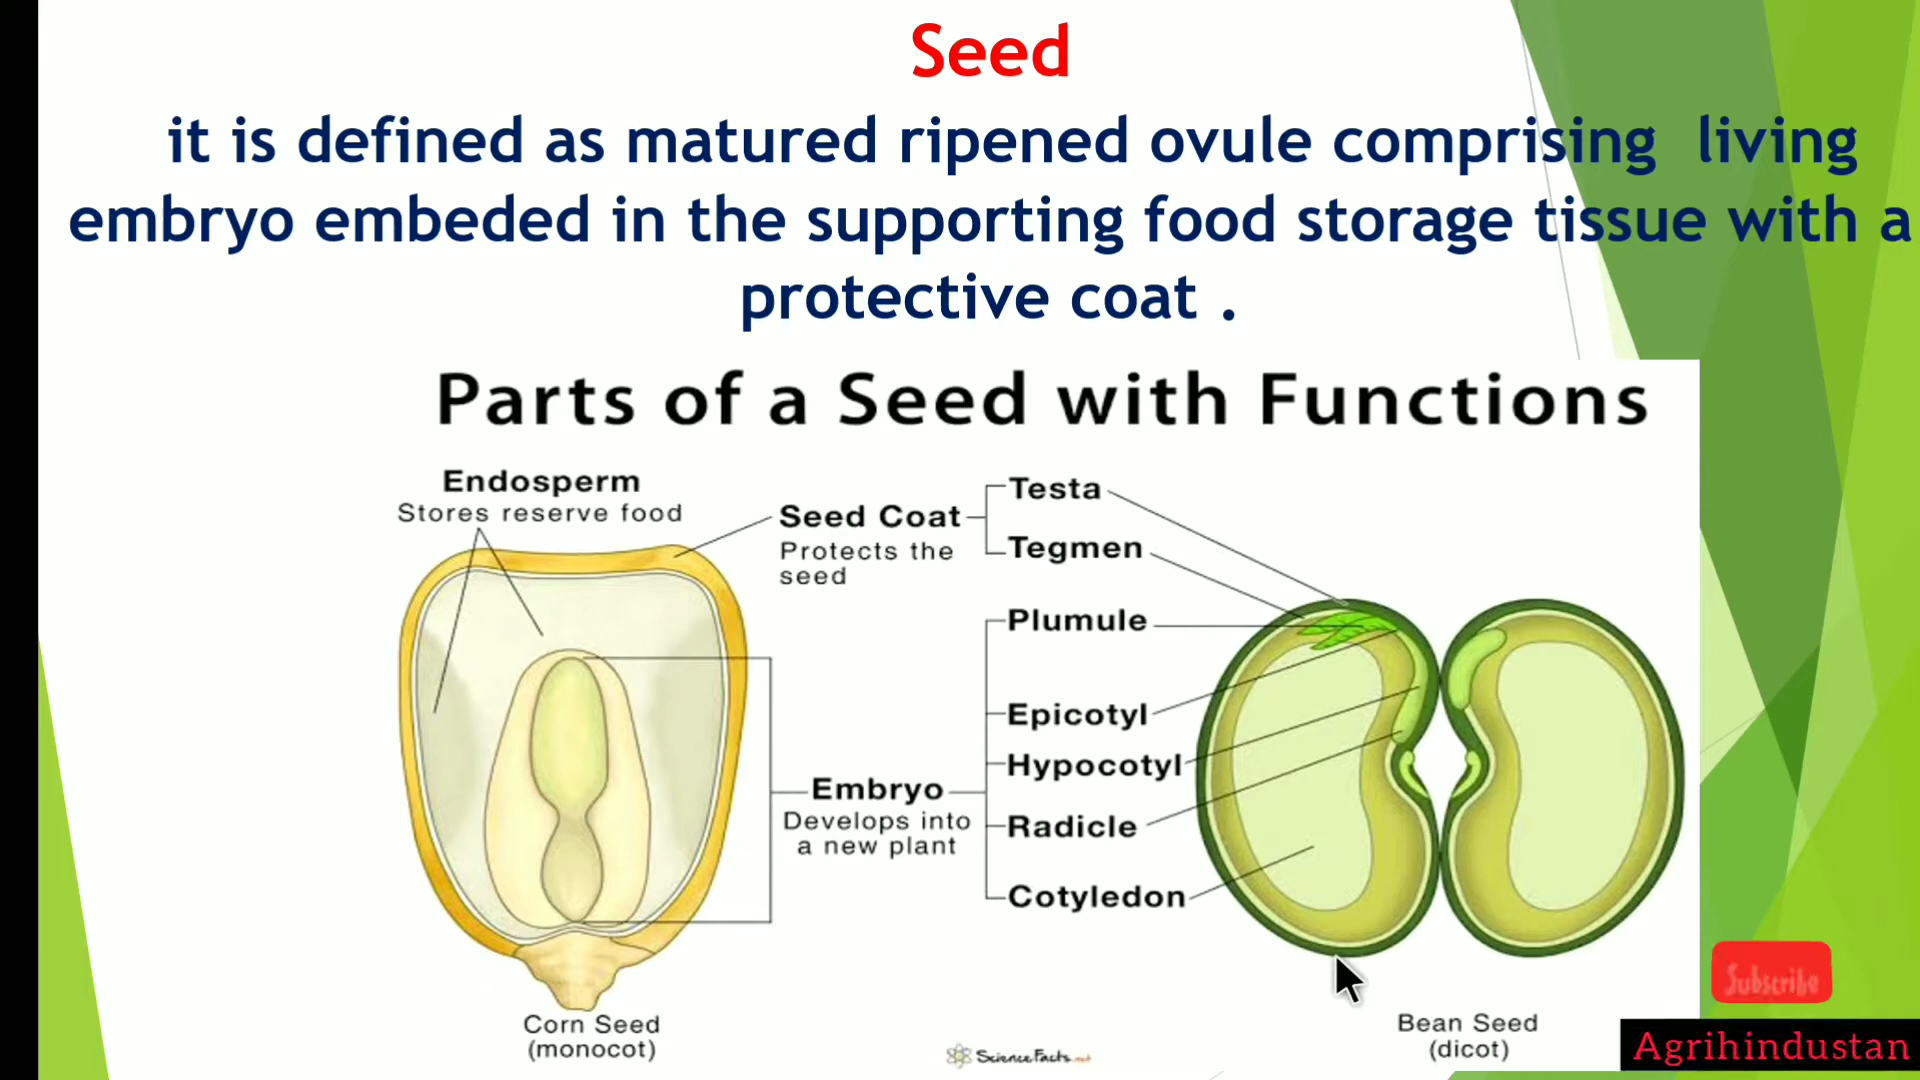 Seed
it is defined as matured ripened ovule comprising living
embryo embeded in the supporting food storage tissue with a
protective coat .
Parts of a Seed with Functions
Endosperm
Stores reserve food
Seed Coat
Protects the
seed
Testa
Tegmen
Plumule
Epicotyl
Hypocotyl
Radicle
Cotyledon
Embryo
Develops into
a new plant
Corn Seed
(monocot)
ScienceFacts.net
Bean Seed
(dicot)
Subscribe
Agrihindustan